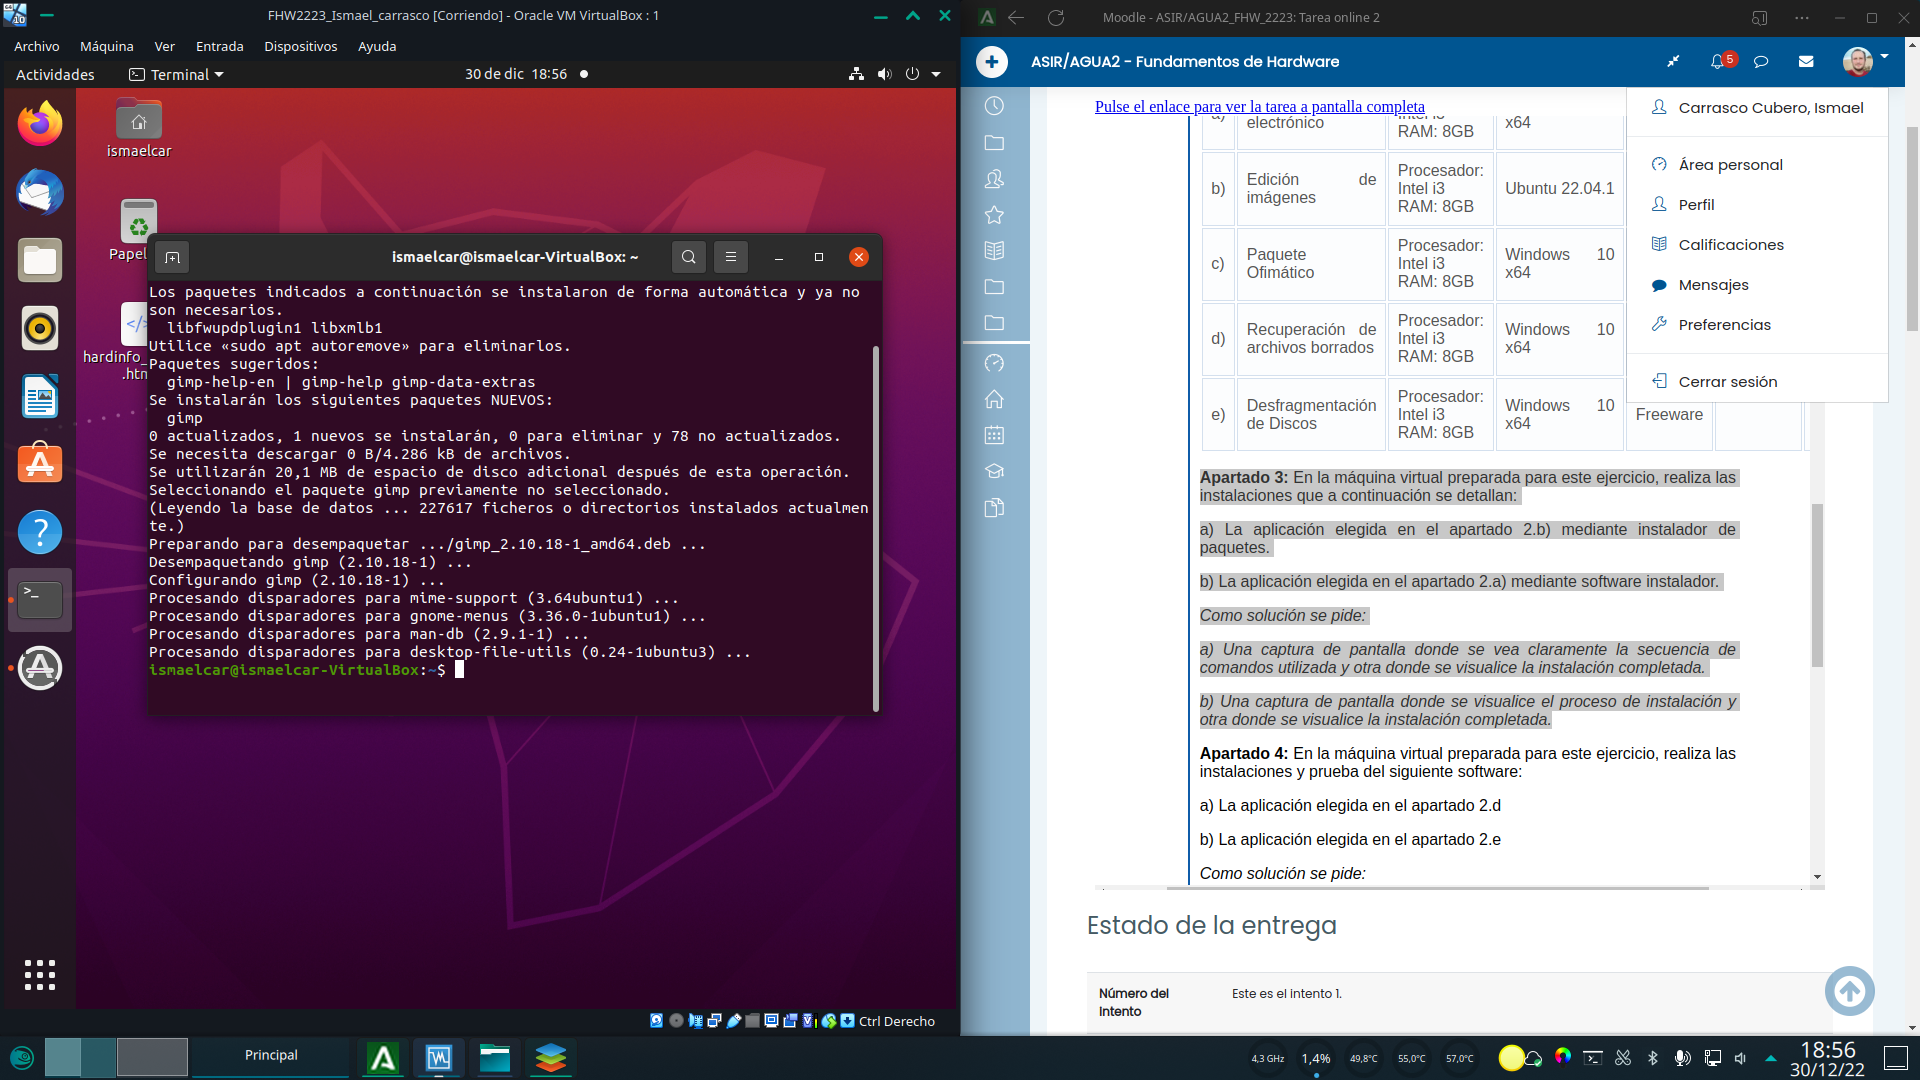 FHW2223_Ismael_carrasco [Corriendo] - Oracle VM VirtualBox : 1
Archivo Máquina Ver Entrada Dispositivos Ayuda
Actividades Terminal 30 de dic 18:56
ismaelcar
Papel
hardinfo_
.htm
ismaelcar@ismaelcar-VirtualBox: ~
Los paquetes indicados a continuación se instalaron de forma automática y ya no
son necesarios.
libfwupdplugin1 libxmlb1
Utilice «sudo apt autoremove» para eliminarlos.
Paquetes sugeridos:
gimp-help-en | gimp-help gimp-data-extras
Se instalarán los siguientes paquetes NUEVOS:
gimp
0 actualizados, 1 nuevos se instalarán, 0 para eliminar y 78 no actualizados.
Se necesita descargar 0 B/4.286 kB de archivos.
Se utilizarán 20,1 MB de espacio de disco adicional después de esta operación.
Seleccionando el paquete gimp previamente no seleccionado.
(Leyendo la base de datos ... 227617 ficheros o directorios instalados actualmen
te.)
Preparando para desempaquetar .../gimp_2.10.18-1_amd64.deb ...
Desempaquetando gimp (2.10.18-1) ...
Configurando gimp (2.10.18-1) ...
Procesando disparadores para mime-support (3.64ubuntu1) ...
Procesando disparadores para gnome-menus (3.36.0-1ubuntu1) ...
Procesando disparadores para man-db (2.9.1-1) ...
Procesando disparadores para desktop-file-utils (0.24-1ubuntu3) ...
ismaelcar@ismaelcar-VirtualBox:~$
Ctrl Derecho
Moodle - ASIR/AGUA2_FHW_2223: Tarea online 2
ASIR/AGUA2 - Fundamentos de Hardware
5
Pulse el enlace para ver la tarea a pantalla completa
a) electrónico Intel i3 RAM: 8GB x64
b) Edición de imágenes Procesador: Intel i3 RAM: 8GB Ubuntu 22.04.1
c) Paquete Ofimático Procesador: Intel i3 RAM: 8GB Windows 10 x64
d) Recuperación de archivos borrados Procesador: Intel i3 RAM: 8GB Windows 10 x64
e) Desfragmentación de Discos Procesador: Intel i3 RAM: 8GB Windows 10 x64 Freeware
Carrasco Cubero, Ismael
Área personal
Perfil
Calificaciones
Mensajes
Preferencias
Cerrar sesión
Apartado 3: En la máquina virtual preparada para este ejercicio, realiza las
instalaciones que a continuación se detallan:
a) La aplicación elegida en el apartado 2.b) mediante instalador de
paquetes.
b) La aplicación elegida en el apartado 2.a) mediante software instalador.
Como solución se pide:
a) Una captura de pantalla donde se vea claramente la secuencia de
comandos utilizada y otra donde se visualice la instalación completada.
b) Una captura de pantalla donde se visualice el proceso de instalación y
otra donde se visualice la instalación completada.
Apartado 4: En la máquina virtual preparada para este ejercicio, realiza las
instalaciones y prueba del siguiente software:
a) La aplicación elegida en el apartado 2.d
b) La aplicación elegida en el apartado 2.e
Como solución se pide:
Estado de la entrega
Número del
Intento
Este es el intento 1.
Principal
4,3 GHz 1,4% 49,8°C 55,0°C 57,0°C
18:56
30/12/22